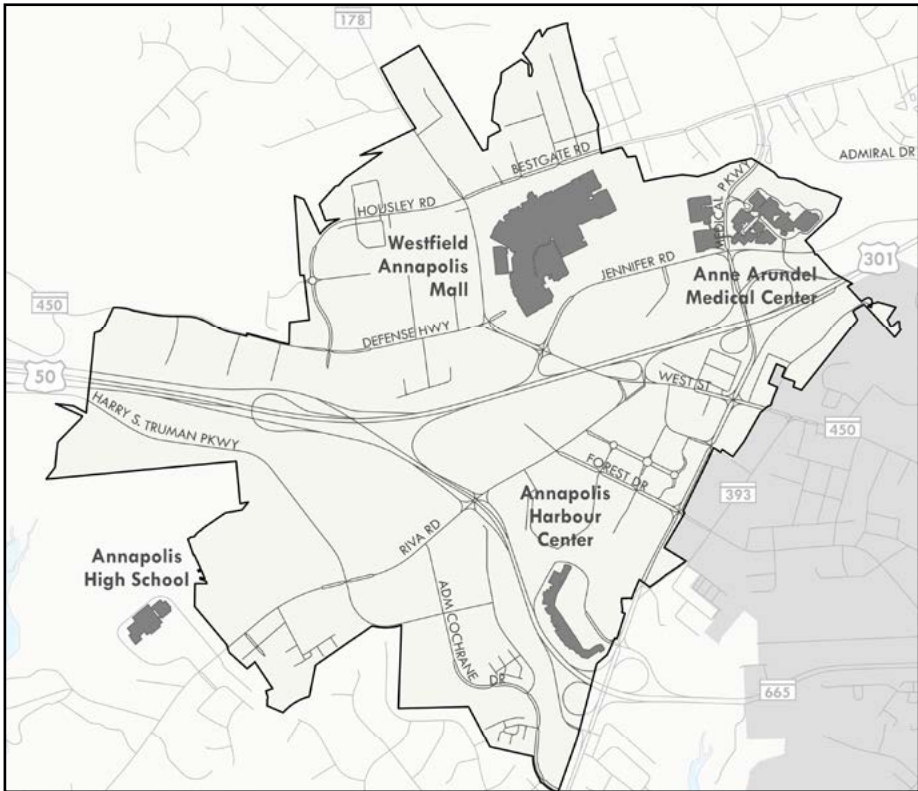 178
ADMIRAL DR
BESTGATE RD
MEDICAL PKWY
HOUSLEY RD
Westfield
Annapolis
Mall
JENNIFER RD
Anne Arundel
Medical Center
301
450
DEFENSE HWY
50
WEST ST
HARRY S. TRUMAN PKWY
450
FOREST DR
393
Annapolis
Harbour
Center
RIVA RD
Annapolis
High School
ADM COCHRANE DR
665